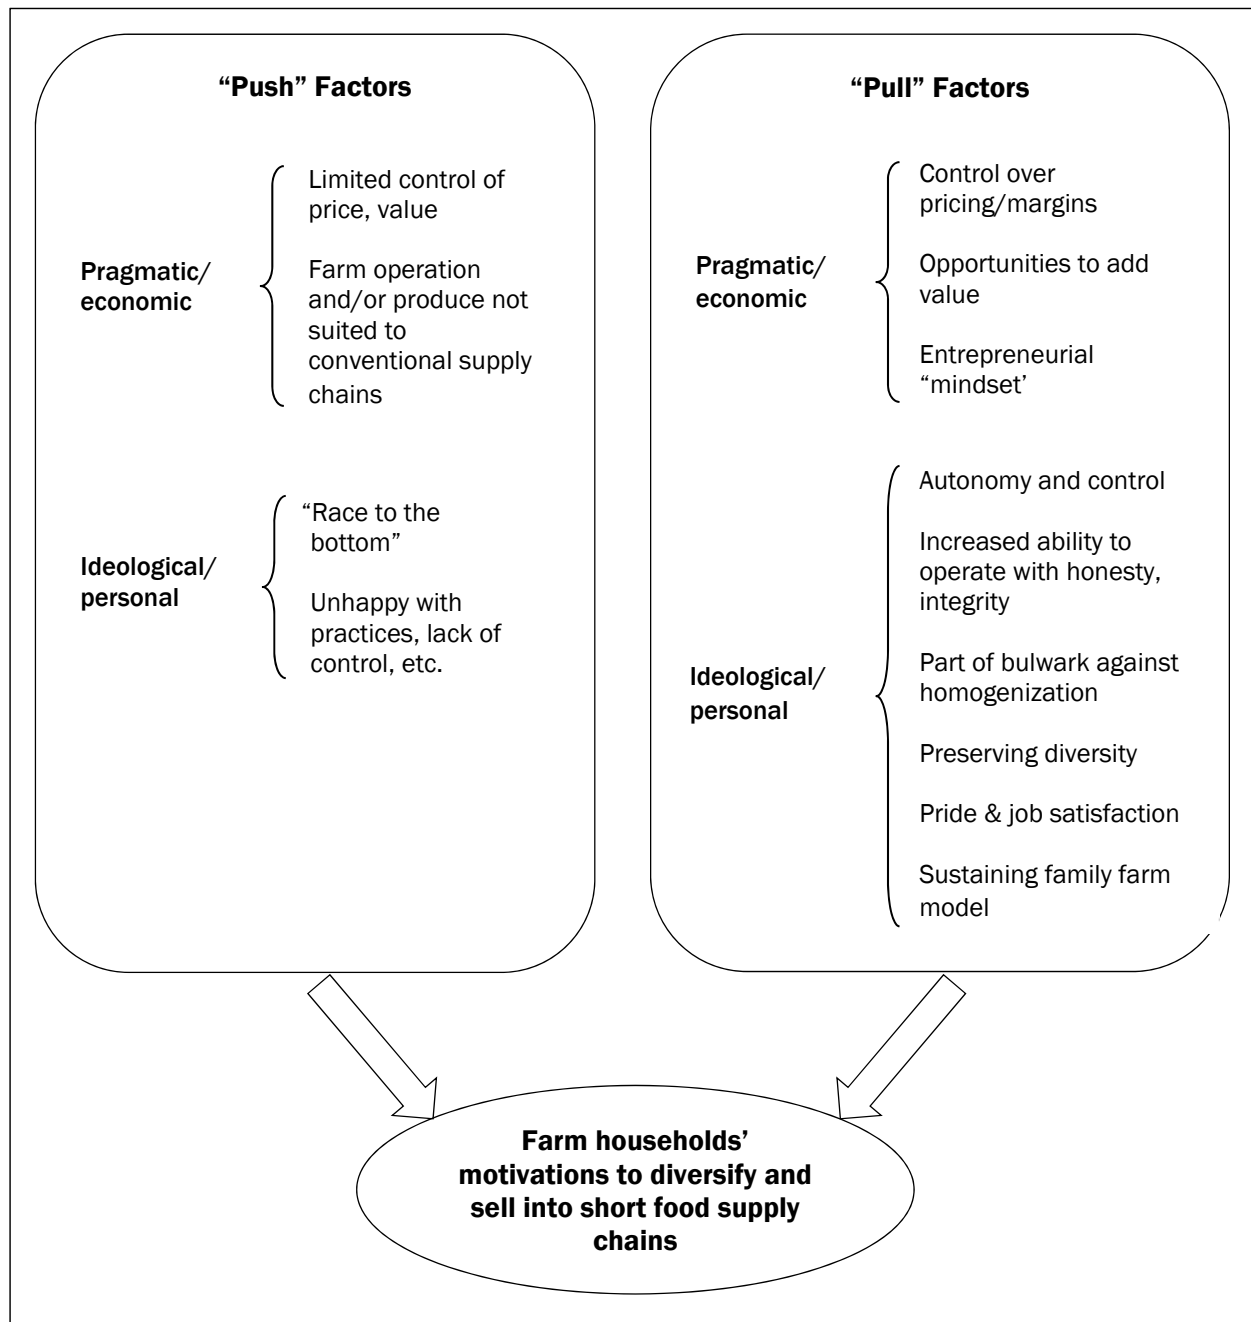 “Push” Factors
Pragmatic/
economic
Limited control of
price, value
Farm operation
and/or produce not
suited to
conventional supply
chains
Ideological/
personal
“Race to the
bottom”
Unhappy with
practices, lack of
control, etc.
“Pull” Factors
Pragmatic/
economic
Control over
pricing/margins
Opportunities to add
value
Entrepreneurial
“mindset’
Ideological/
personal
Autonomy and control
Increased ability to
operate with honesty,
integrity
Part of bulwark against
homogenization
Preserving diversity
Pride & job satisfaction
Sustaining family farm
model
Farm households’
motivations to diversify and
sell into short food supply
chains